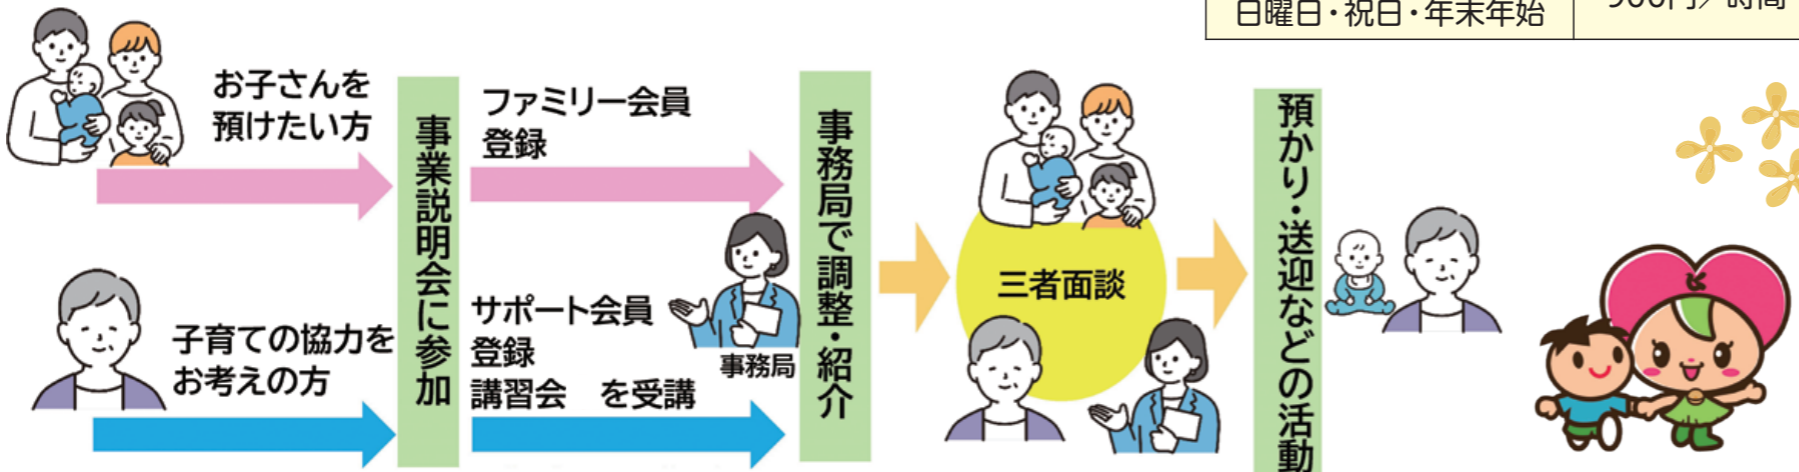 日曜日・祝日・年末年始
お子さんを
預けたい方
事業説明会に参加
ファミリー会員
登録
事務局で調整・紹介
三者面談
預かり・送迎などの活動
子育ての協力を
お考えの方
サポート会員
登録
講習会 を受講
事務局